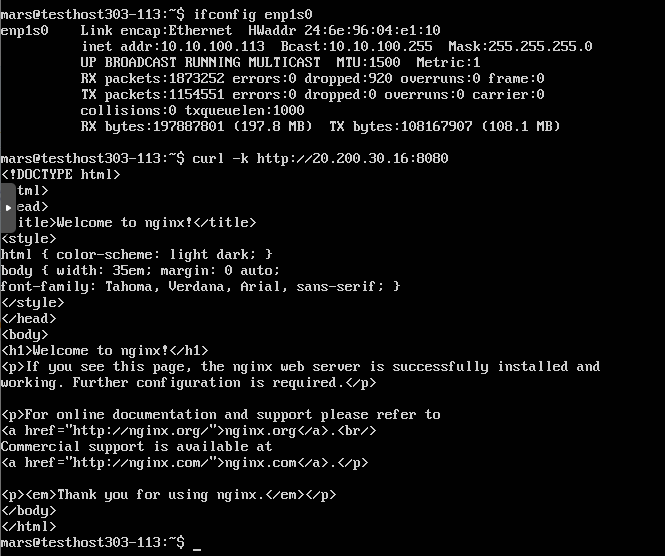 mars@testhost303-113:~$ ifconfig enp1s0
enp1s0    Link encap:Ethernet  HWaddr 24:6e:96:04:e1:10
          inet addr:10.10.100.113  Bcast:10.10.100.255  Mask:255.255.255.0
          UP BROADCAST RUNNING MULTICAST  MTU:1500  Metric:1
          RX packets:1873252 errors:0 dropped:920 overruns:0 frame:0
          TX packets:1154551 errors:0 dropped:0 overruns:0 carrier:0
          collisions:0 txqueuelen:1000
          RX bytes:197887801 (197.8 MB)  TX bytes:108167907 (108.1 MB)

mars@testhost303-113:~$ curl -k http://20.200.30.16:8080
<!DOCTYPE html>
tml>
ead>
itle>Welcome to nginx!</title>
<style>
html { color-scheme: light dark; }
body { width: 35em; margin: 0 auto;
font-family: Tahoma, Verdana, Arial, sans-serif; }
</style>
</head>
<body>
<h1>Welcome to nginx!</h1>
<p>If you see this page, the nginx web server is successfully installed and
working. Further configuration is required.</p>

<p>For online documentation and support please refer to
<a href="http://nginx.org/">nginx.org</a>.<br/>
Commercial support is available at
<a href="http://nginx.com/">nginx.com</a>.</p>

<p><em>Thank you for using nginx.</em></p>
</body>
</html>
mars@testhost303-113:~$ _